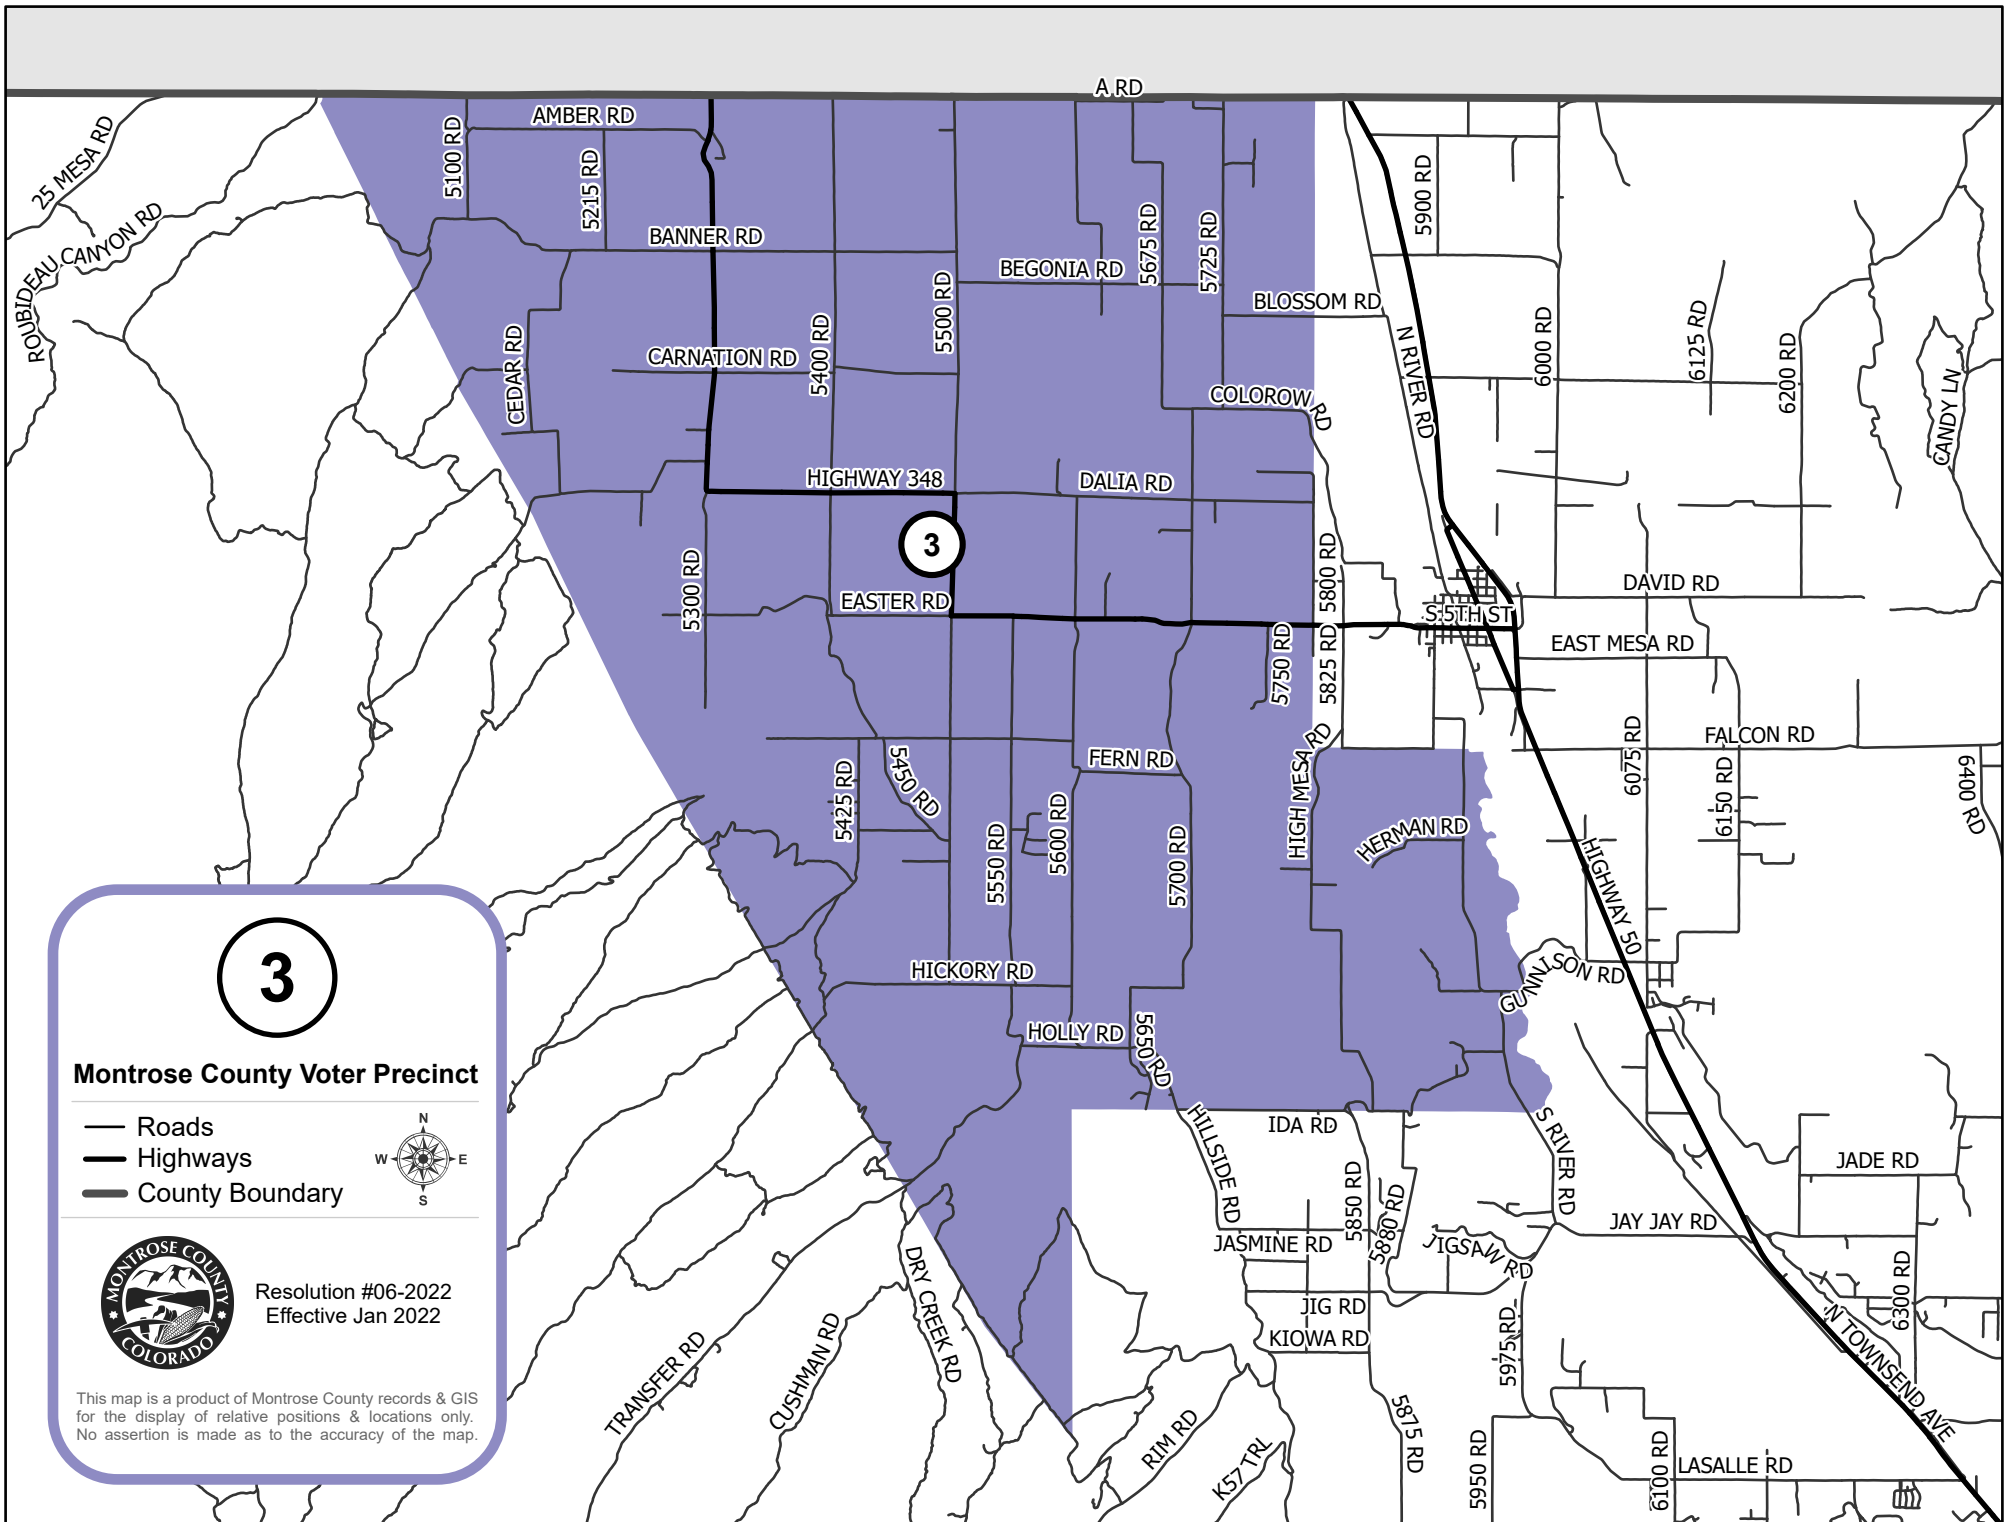 A RD
AMBER RD
25 MESA RD
5100 RD
5215 RD
5900 RD
ROUBIDEAU CANYON RD
BANNER RD
5675 RD
5725 RD
BEGONIA RD
BLOSSOM RD
5500 RD
5400 RD
CEDAR RD
CARNATION RD
N RIVER RD
6000 RD
6125 RD
6200 RD
CANDY LN
COLOROW RD
HIGHWAY 348
DALIA RD
3
5300 RD
EASTER RD
5800 RD
DAVID RD
S 5TH ST
5750 RD
5825 RD
EAST MESA RD
FERN RD
HIGH MESA RD
6075 RD
FALCON RD
6150 RD
6400 RD
5425 RD
5450 RD
5550 RD
5600 RD
5700 RD
HERMAN RD
HIGHWAY 50
HICKORY RD
GUNNISON RD
HOLLY RD
5650 RD
IDA RD
HILLSIDE RD
S RIVER RD
JADE RD
5850 RD
5880 RD
JAY JAY RD
JASMINE RD
JIGSAW RD
JIG RD
KIOWA RD
5975 RD
6300 RD
N TOWNSEND AVE
DRY CREEK RD
TRANSFER RD
CUSHMAN RD
RIM RD
K57 TRL
5875 RD
5950 RD
6100 RD
LASALLE RD
3
Montrose County Voter Precinct
Roads
Highways
County Boundary
N
W E
S
MONTROSE COUNTY
COLORADO
Resolution #06-2022
Effective Jan 2022
This map is a product of Montrose County records & GIS
for the display of relative positions & locations only.
No assertion is made as to the accuracy of the map.